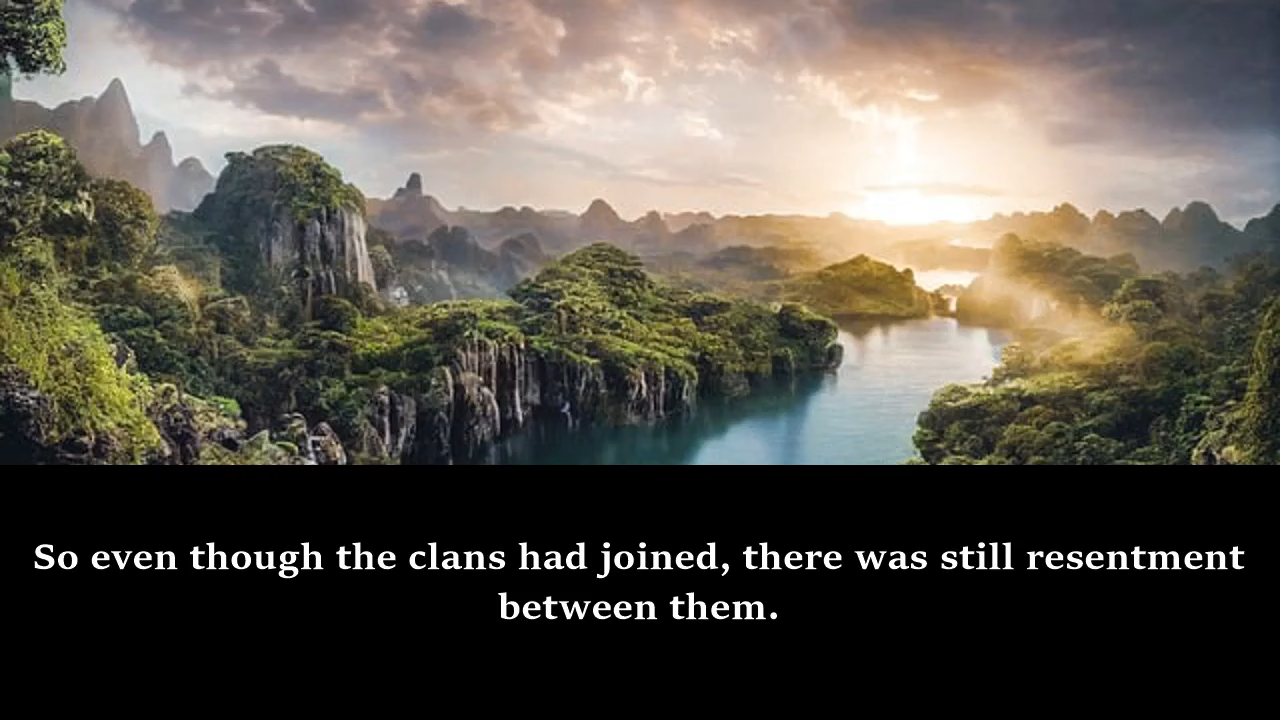 So even though the clans had joined, there was still resentment
between them.